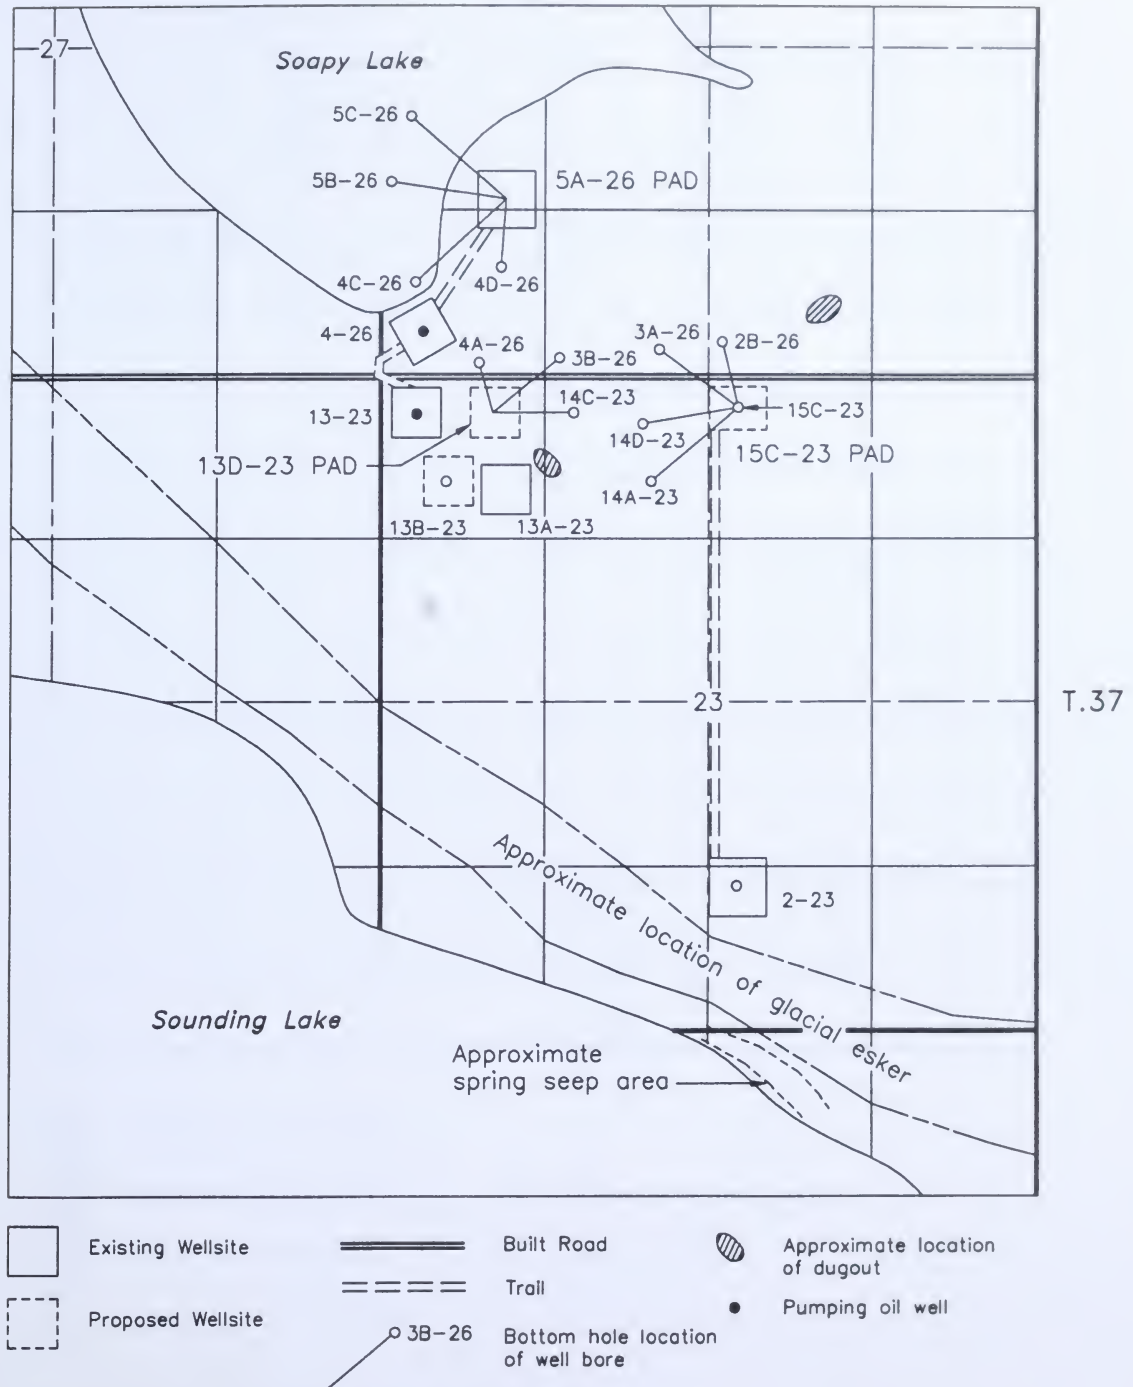 27
Soapy Lake
5C-26
5B-26
5A-26 PAD
4C-26
4D-26
4-26
4A-26
3B-26
3A-26
2B-26
13-23
14C-23
15C-23
14D-23
13D-23 PAD
15C-23 PAD
14A-23
13B-23
13A-23
23
T.37
2-23
Approximate location of glacial esker
Sounding Lake
Approximate
spring seep area
Existing Wellsite
Built Road
Approximate location
of dugout
Trail
Proposed Wellsite
Pumping oil well
3B-26
Bottom hole location
of well bore